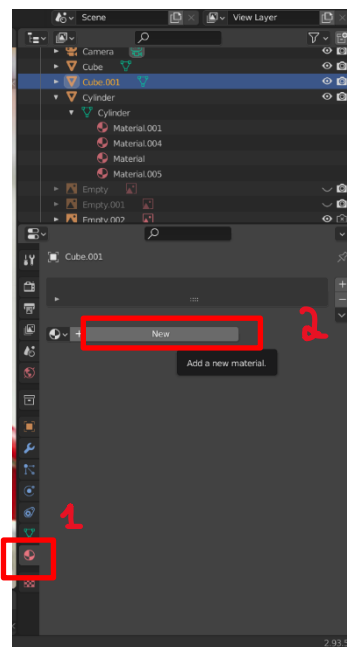 Scene
View Layer
Camera
Cube
Cube.001
Cylinder
Cylinder
Material.001
Material.004
Material
Material.005
Empty
Empty.001
Empty.002
Cube.001
2
+ New
Add a new material.
1
2.93.5